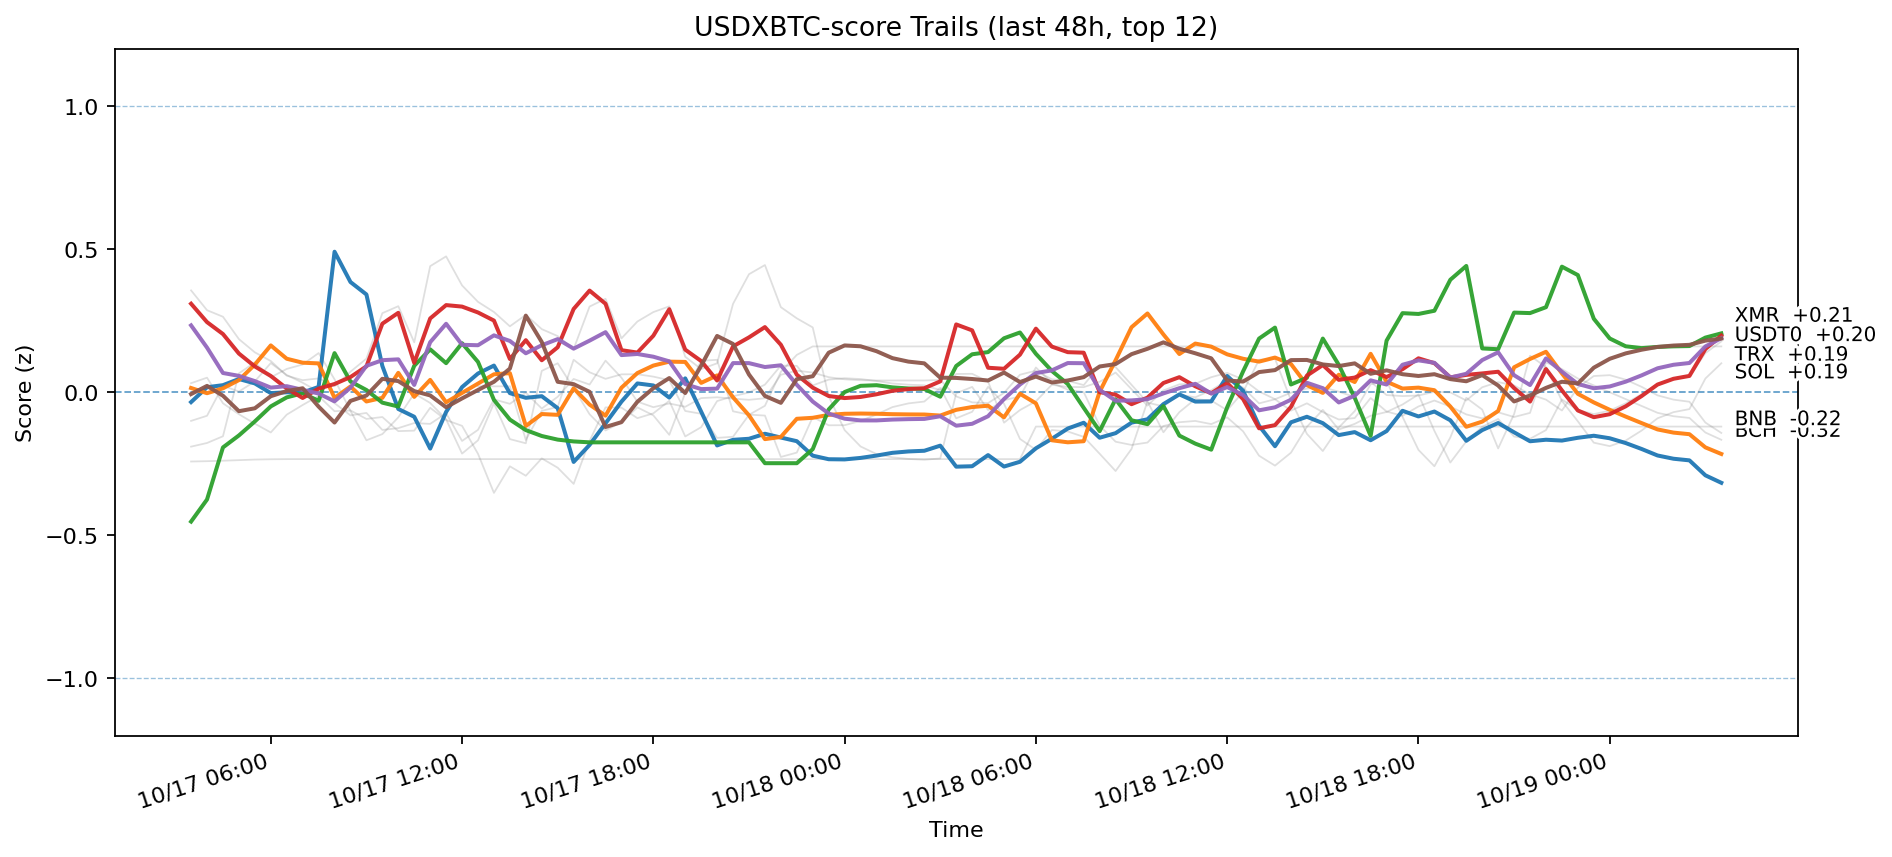 USDXBTC-score Trails (last 48h, top 12)
Score (z)
1.0
0.5
0.0
−0.5
−1.0
XMR +0.21
USDT0 +0.20
TRX +0.19
SOL +0.19
BNB -0.22
BCH -0.32
10/17 06:00
10/17 12:00
10/17 18:00
10/18 00:00
10/18 06:00
10/18 12:00
10/18 18:00
10/19 00:00
Time